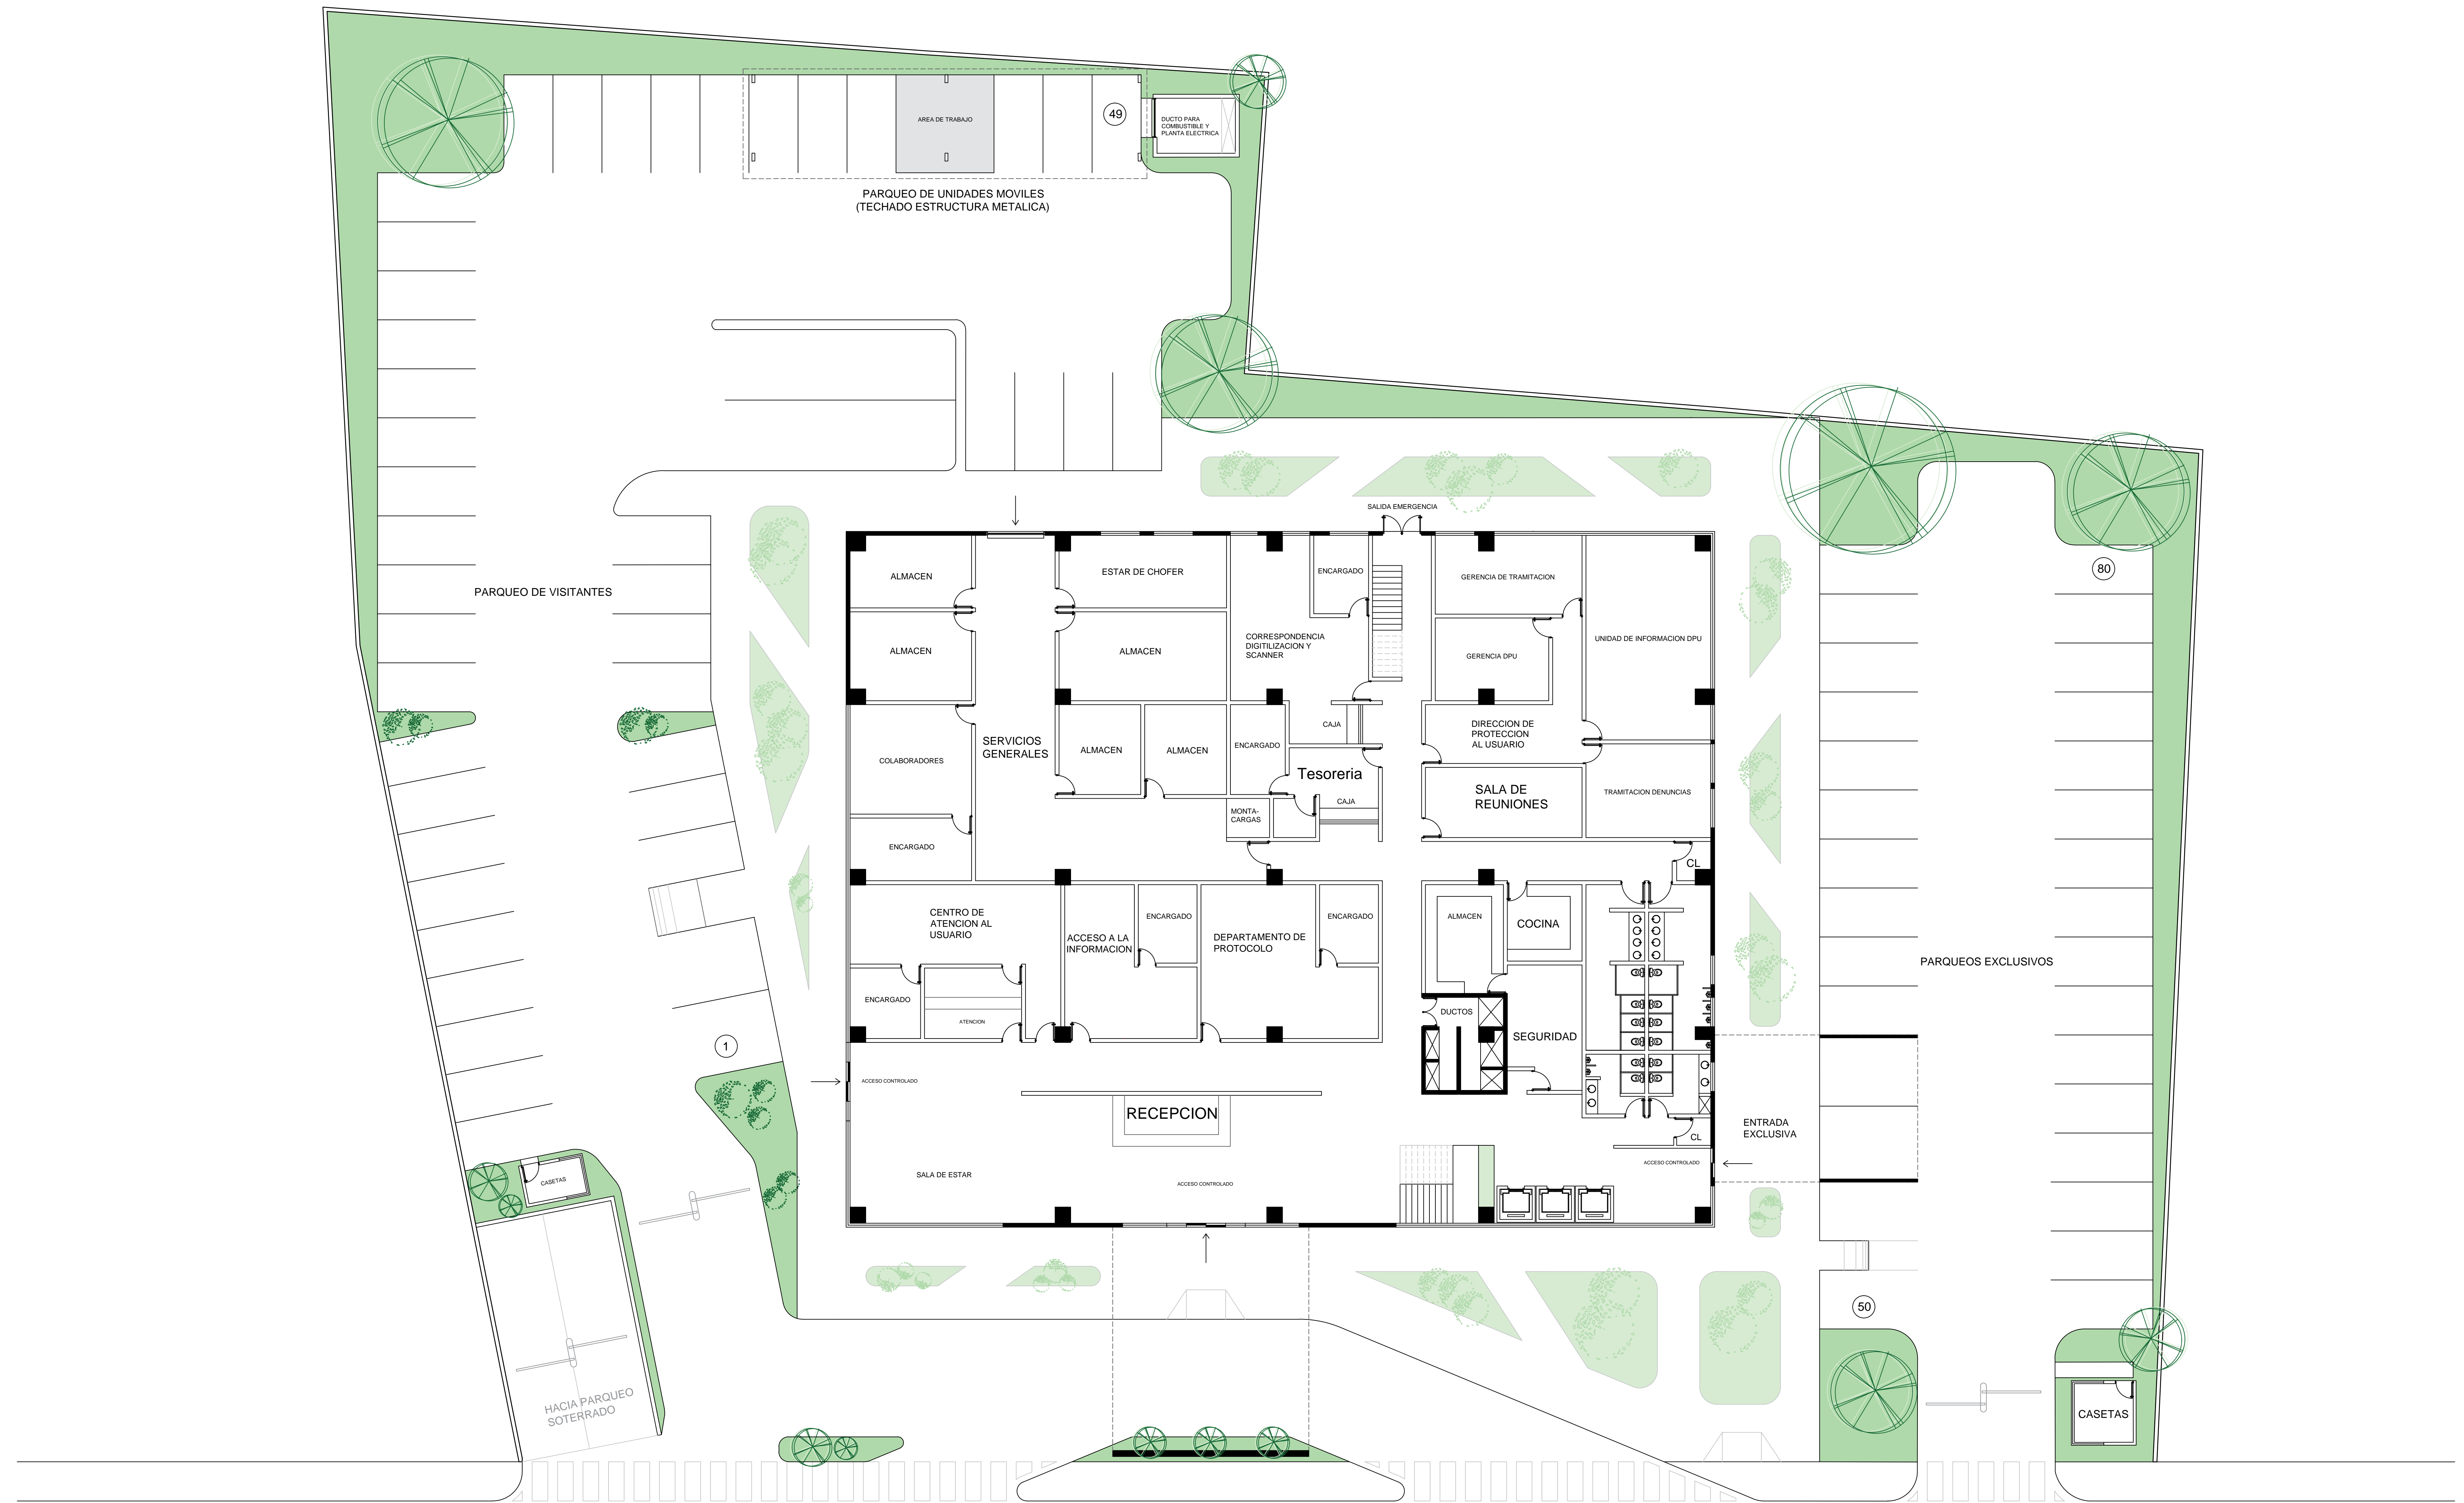 AREA DE TRABAJO
49
DUCTO PARA
COMBUSTIBLE Y
PLANTA ELECTRICA
PARQUEO DE UNIDADES MOVILES
(TECHADO ESTRUCTURA METALICA)
SALIDA EMERGENCIA
ALMACEN
ESTAR DE CHOFER
ENCARGADO
GERENCIA DE TRAMITACION
80
PARQUEO DE VISITANTES
ALMACEN
ALMACEN
CORRESPONDENCIA
DIGITILIZACION Y
SCANNER
GERENCIA DPU
UNIDAD DE INFORMACION DPU
SERVICIOS
GENERALES
COLABORADORES
ALMACEN
ALMACEN
ENCARGADO
CAJA
Tesoreria
CAJA
MONTA-
CARGAS
DIRECCION DE
PROTECCION
AL USUARIO
SALA DE
REUNIONES
TRAMITACION DENUNCIAS
ENCARGADO
CL
CENTRO DE
ATENCION AL
USUARIO
ACCESO A LA
INFORMACION
ENCARGADO
DEPARTAMENTO DE
PROTOCOLO
ENCARGADO
ALMACEN
COCINA
PARQUEOS EXCLUSIVOS
ENCARGADO
ATENCION
DUCTOS
SEGURIDAD
1
ACCESO CONTROLADO
RECEPCION
ENTRADA
EXCLUSIVA
CL
ACCESO CONTROLADO
SALA DE ESTAR
ACCESO CONTROLADO
CASETAS
50
HACIA PARQUEO
SOTERRADO
CASETAS